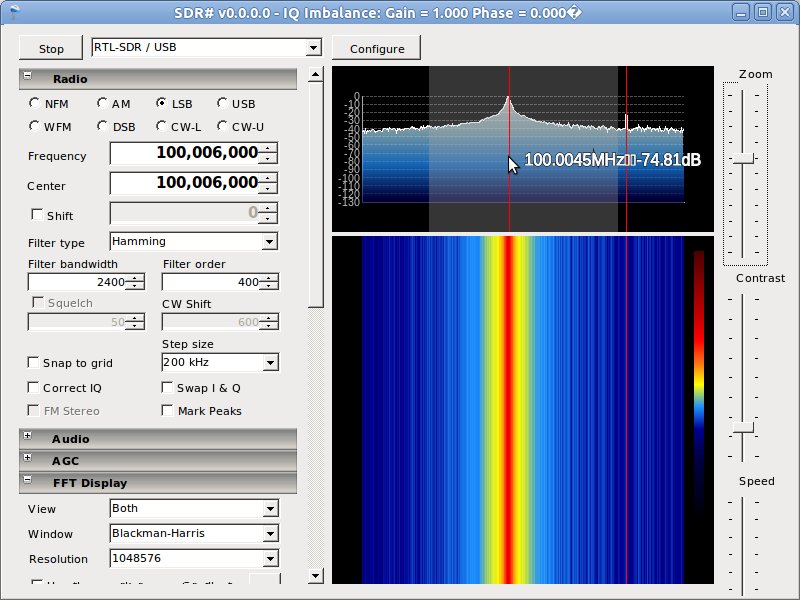 SDR# v0.0.0.0 - IQ Imbalance: Gain = 1.000 Phase = 0.000�
Stop
RTL-SDR / USB
Configure
Radio
NFM AM LSB USB
WFM DSB CW-L CW-U
Frequency 100,006,000
Center 100,006,000
Shift 0
Filter type Hamming
Filter bandwidth Filter order
2400 400
Squelch CW Shift
50 600
Step size
Snap to grid 200 kHz
Correct IQ Swap I & Q
FM Stereo Mark Peaks
Audio
AGC
FFT Display
View Both
Window Blackman-Harris
Resolution 1048576
0
-10
-20
-30
-40
-50
-60
-70
-80
-90
-100
-110
-120
-130
100.0045MHz▯▯-74.81dB
Zoom
Contrast
Speed